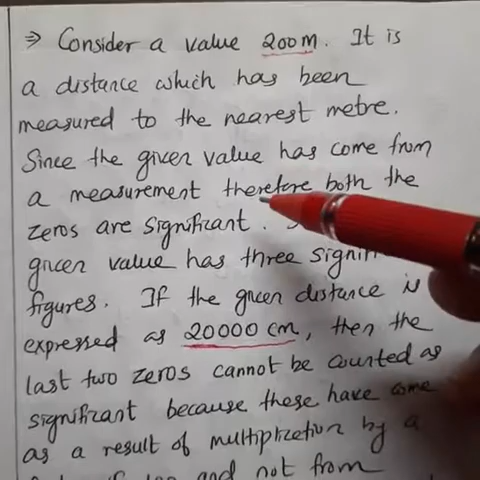 ⇒ Consider a value 200m. It is
a distance which has been
measured to the nearest metre.
Since the given value has come from
a measurement therefore both the
zeros are significant.
given value has three
figures. If the given distance is
expressed as 20000 cm, then the
last two zeros cannot be counted as
significant because these have come
as a result of multiplication by a
and not from